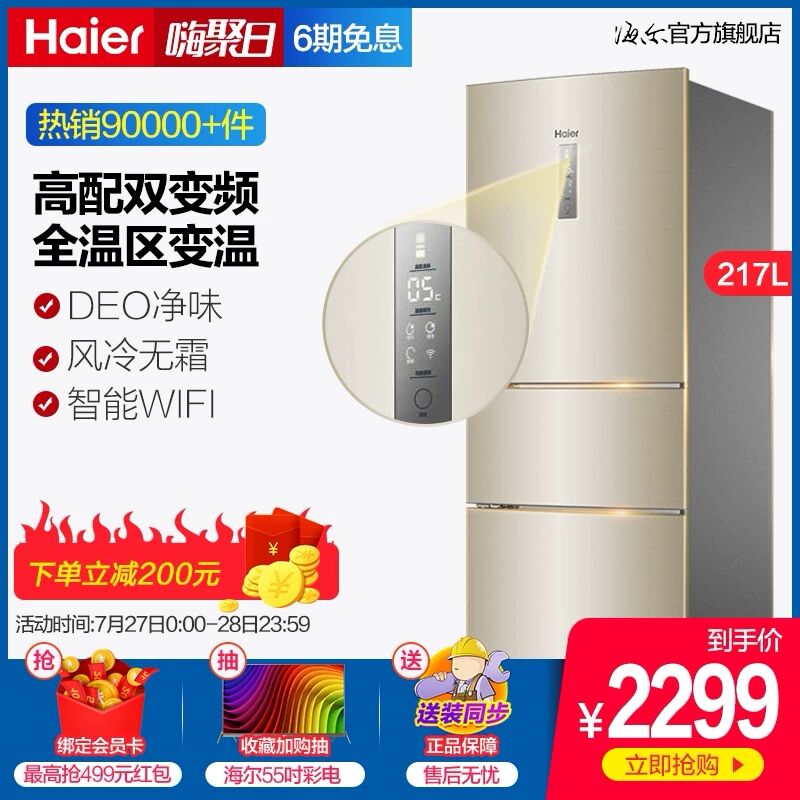 Haier 嗨聚日 6期免息
海尔官方旗舰店
热销90000+件
高配双变频
全温区变温
DEO净味
风冷无霜
智能WIFI
Haier
05℃
217L
¥
下单立减200元
活动时间:7月27日0:00-28日23:59
抢
绑定会员卡
最高抢499元红包
抽
收藏加购抽
海尔55吋彩电
送
送装同步
正品保障
售后无忧
到手价
¥2299
立即抢购